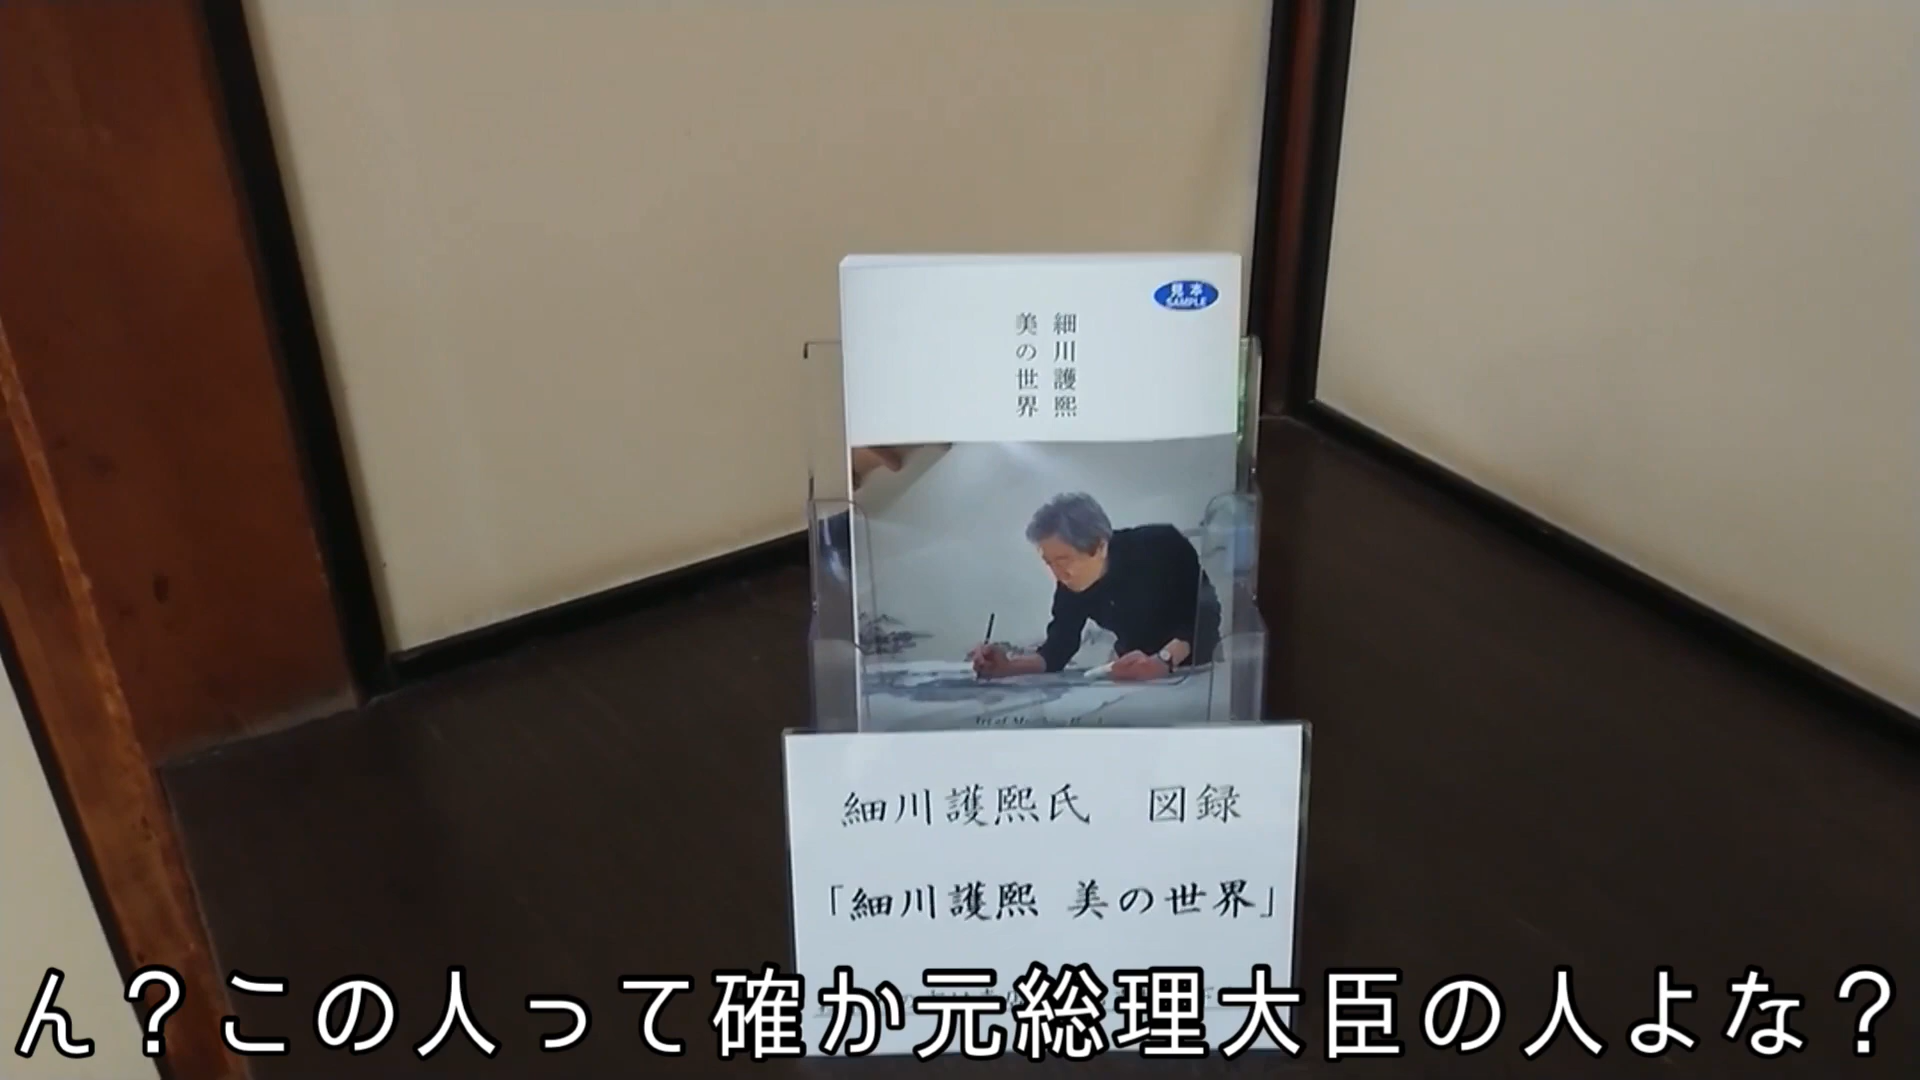 見本
SAMPLE
細川護熙
美の世界
細川護熙氏　図録
「細川護熙 美の世界」
ん？この人って確か元総理大臣の人よな？